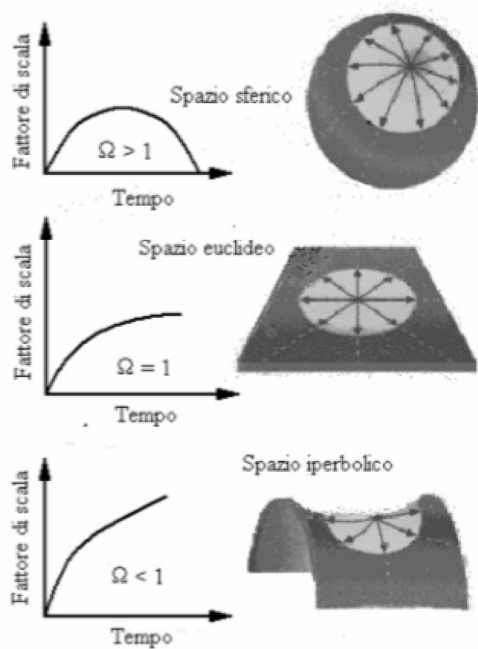 Fattore di scala
Spazio sferico
Ω > 1
Tempo
Spazio euclideo
Fattore di scala
Ω = 1
Tempo
Spazio iperbolico
Fattore di scala
Ω < 1
Tempo